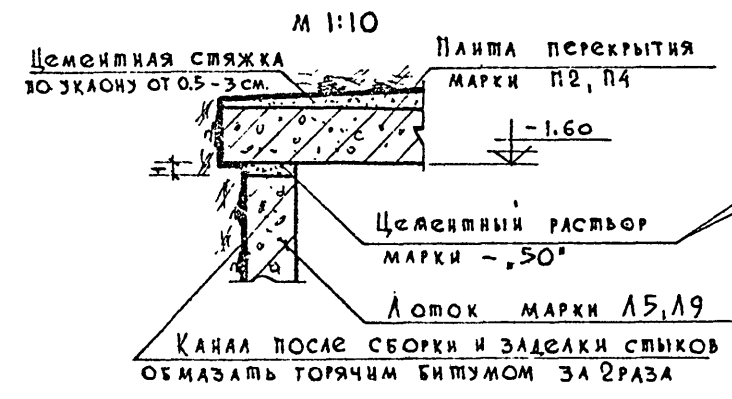 М 1:10
Цементная стяжка
по уклону от 0.5-3 см.
Плита перекрытия
марки П2, П4
-1.60
Цементный раствор
марки - „50"
Лоток марки Л5, Л9
Канал после сборки и заделки стыков
обмазать горячим битумом за 2 раза